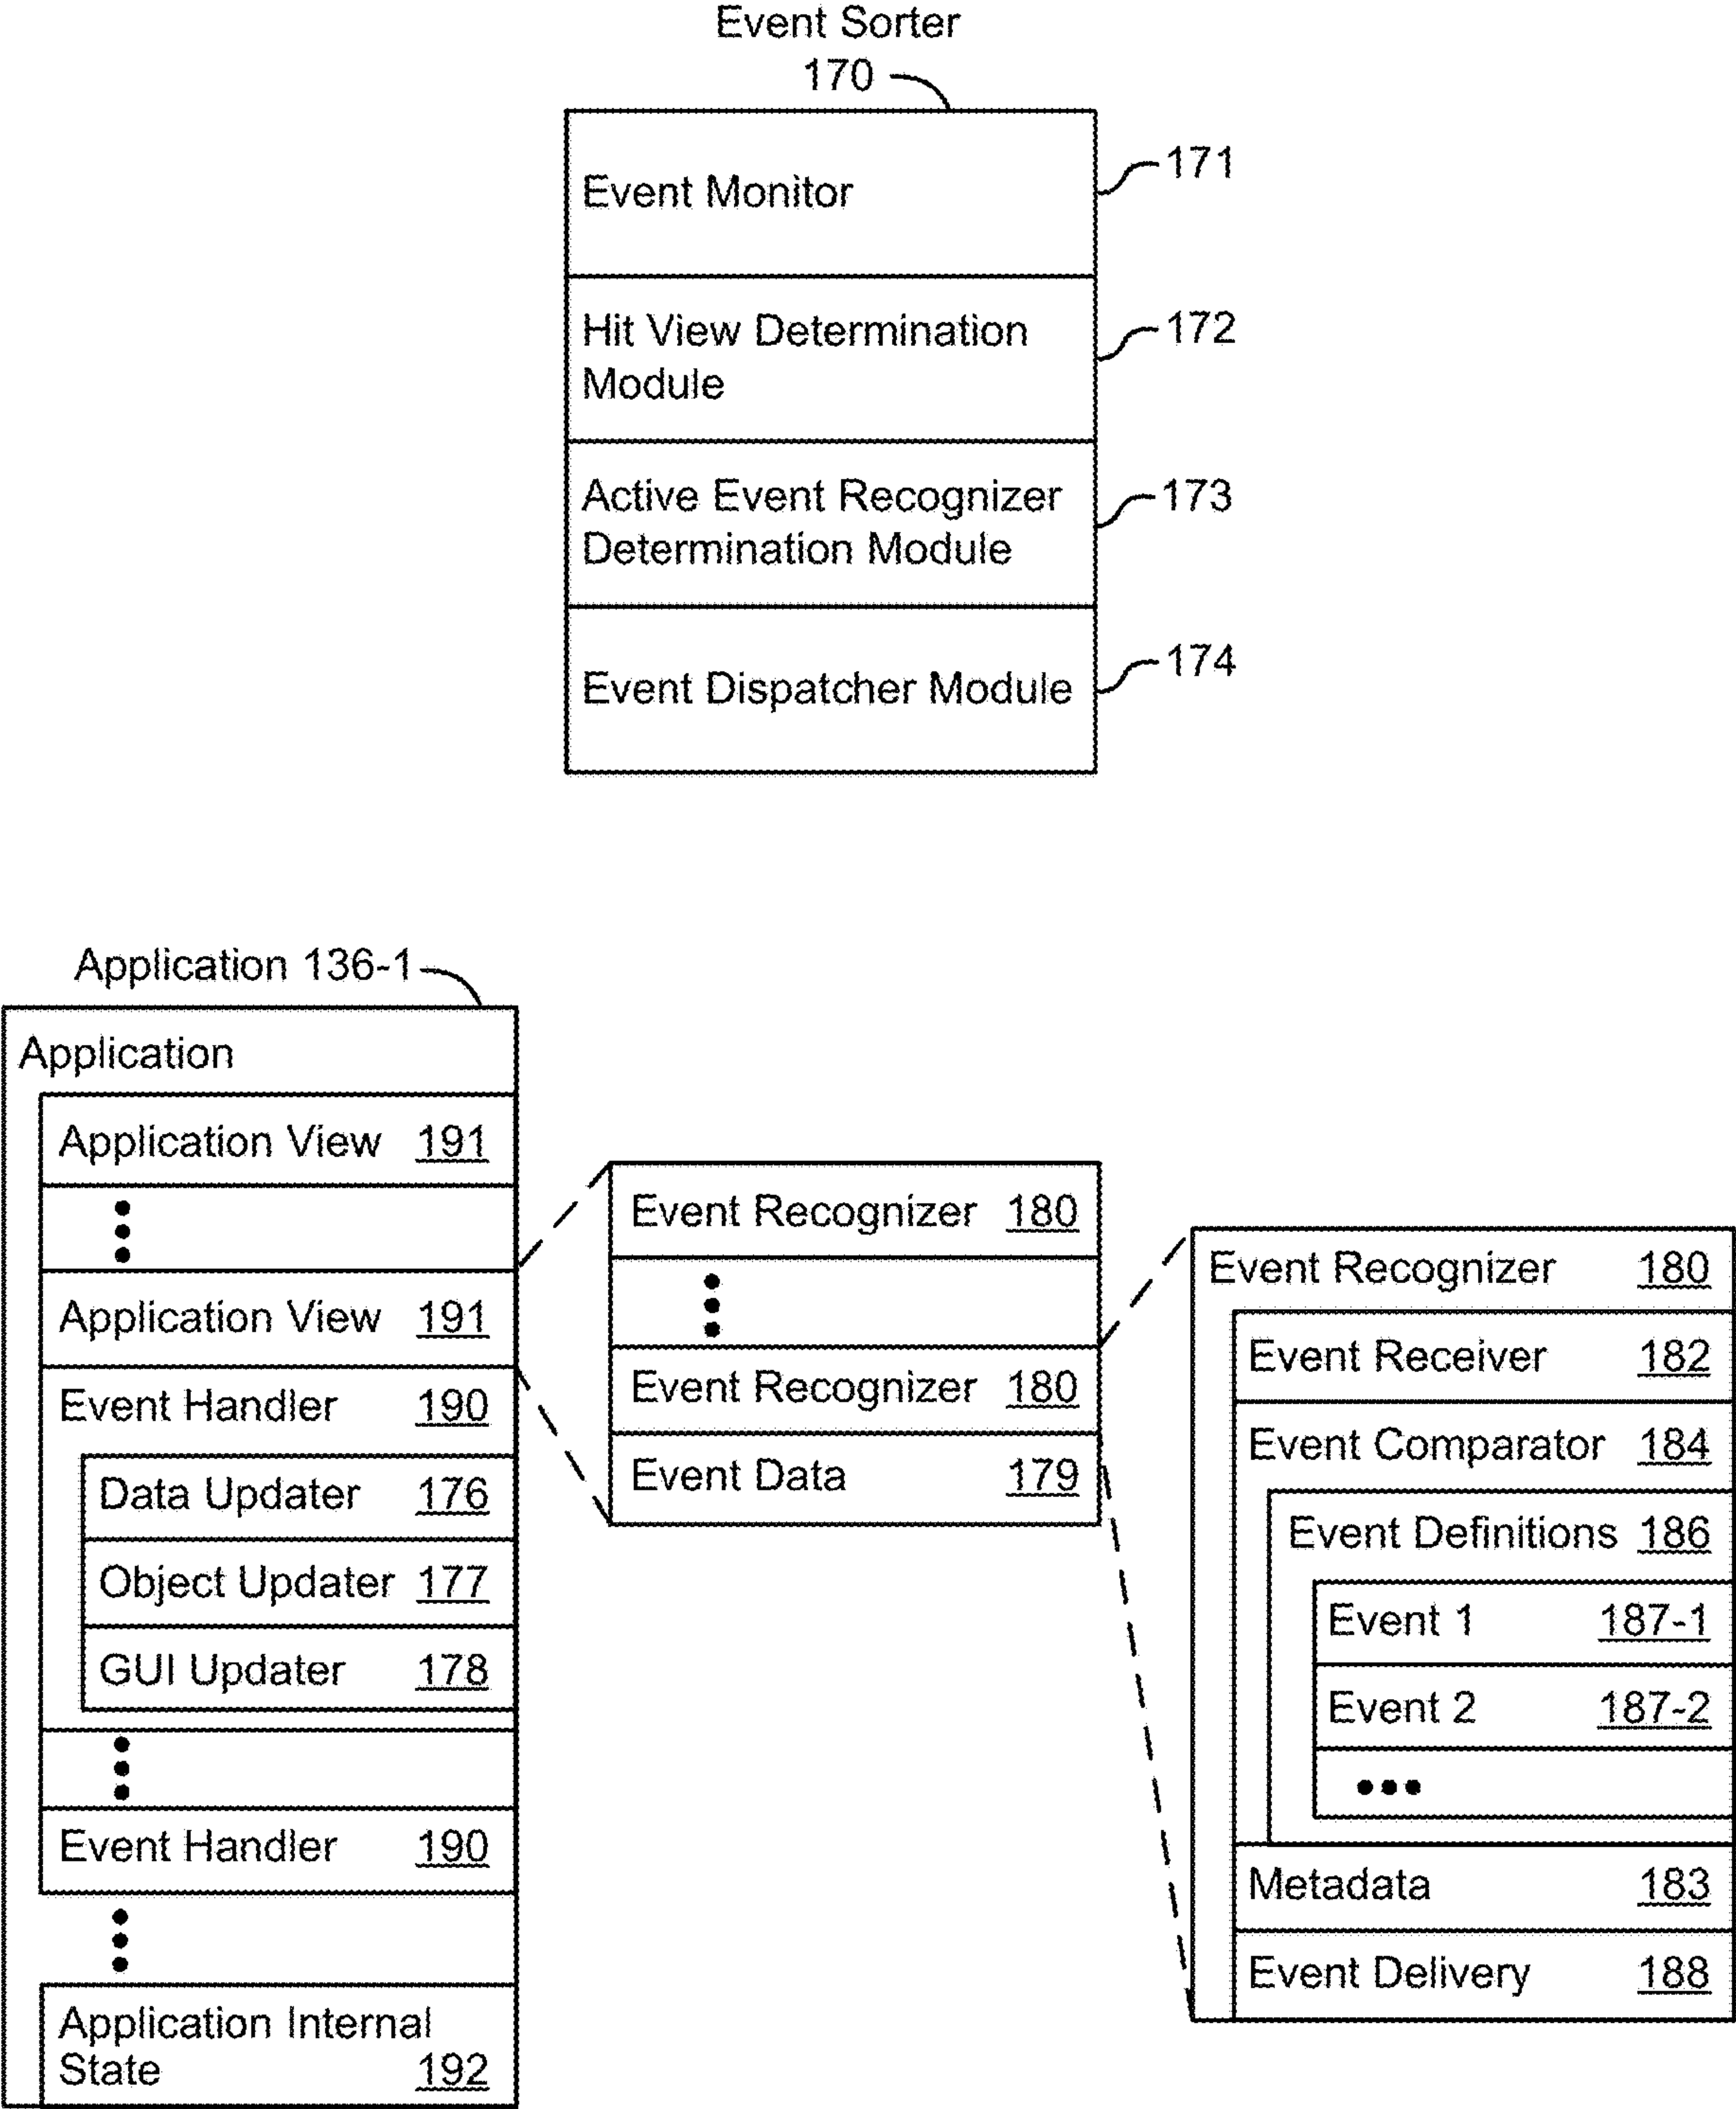 Event Sorter
170
Event Monitor
171
Hit View Determination
Module
172
Active Event Recognizer
Determination Module
173
Event Dispatcher Module
174
Application 136-1
Application
Application View 191
Application View 191
Event Handler 190
Data Updater 176
Object Updater 177
GUI Updater 178
Event Handler 190
Application Internal
State 192
Event Recognizer 180
Event Recognizer 180
Event Data 179
Event Recognizer 180
Event Receiver 182
Event Comparator 184
Event Definitions 186
Event 1 187-1
Event 2 187-2
Metadata 183
Event Delivery 188